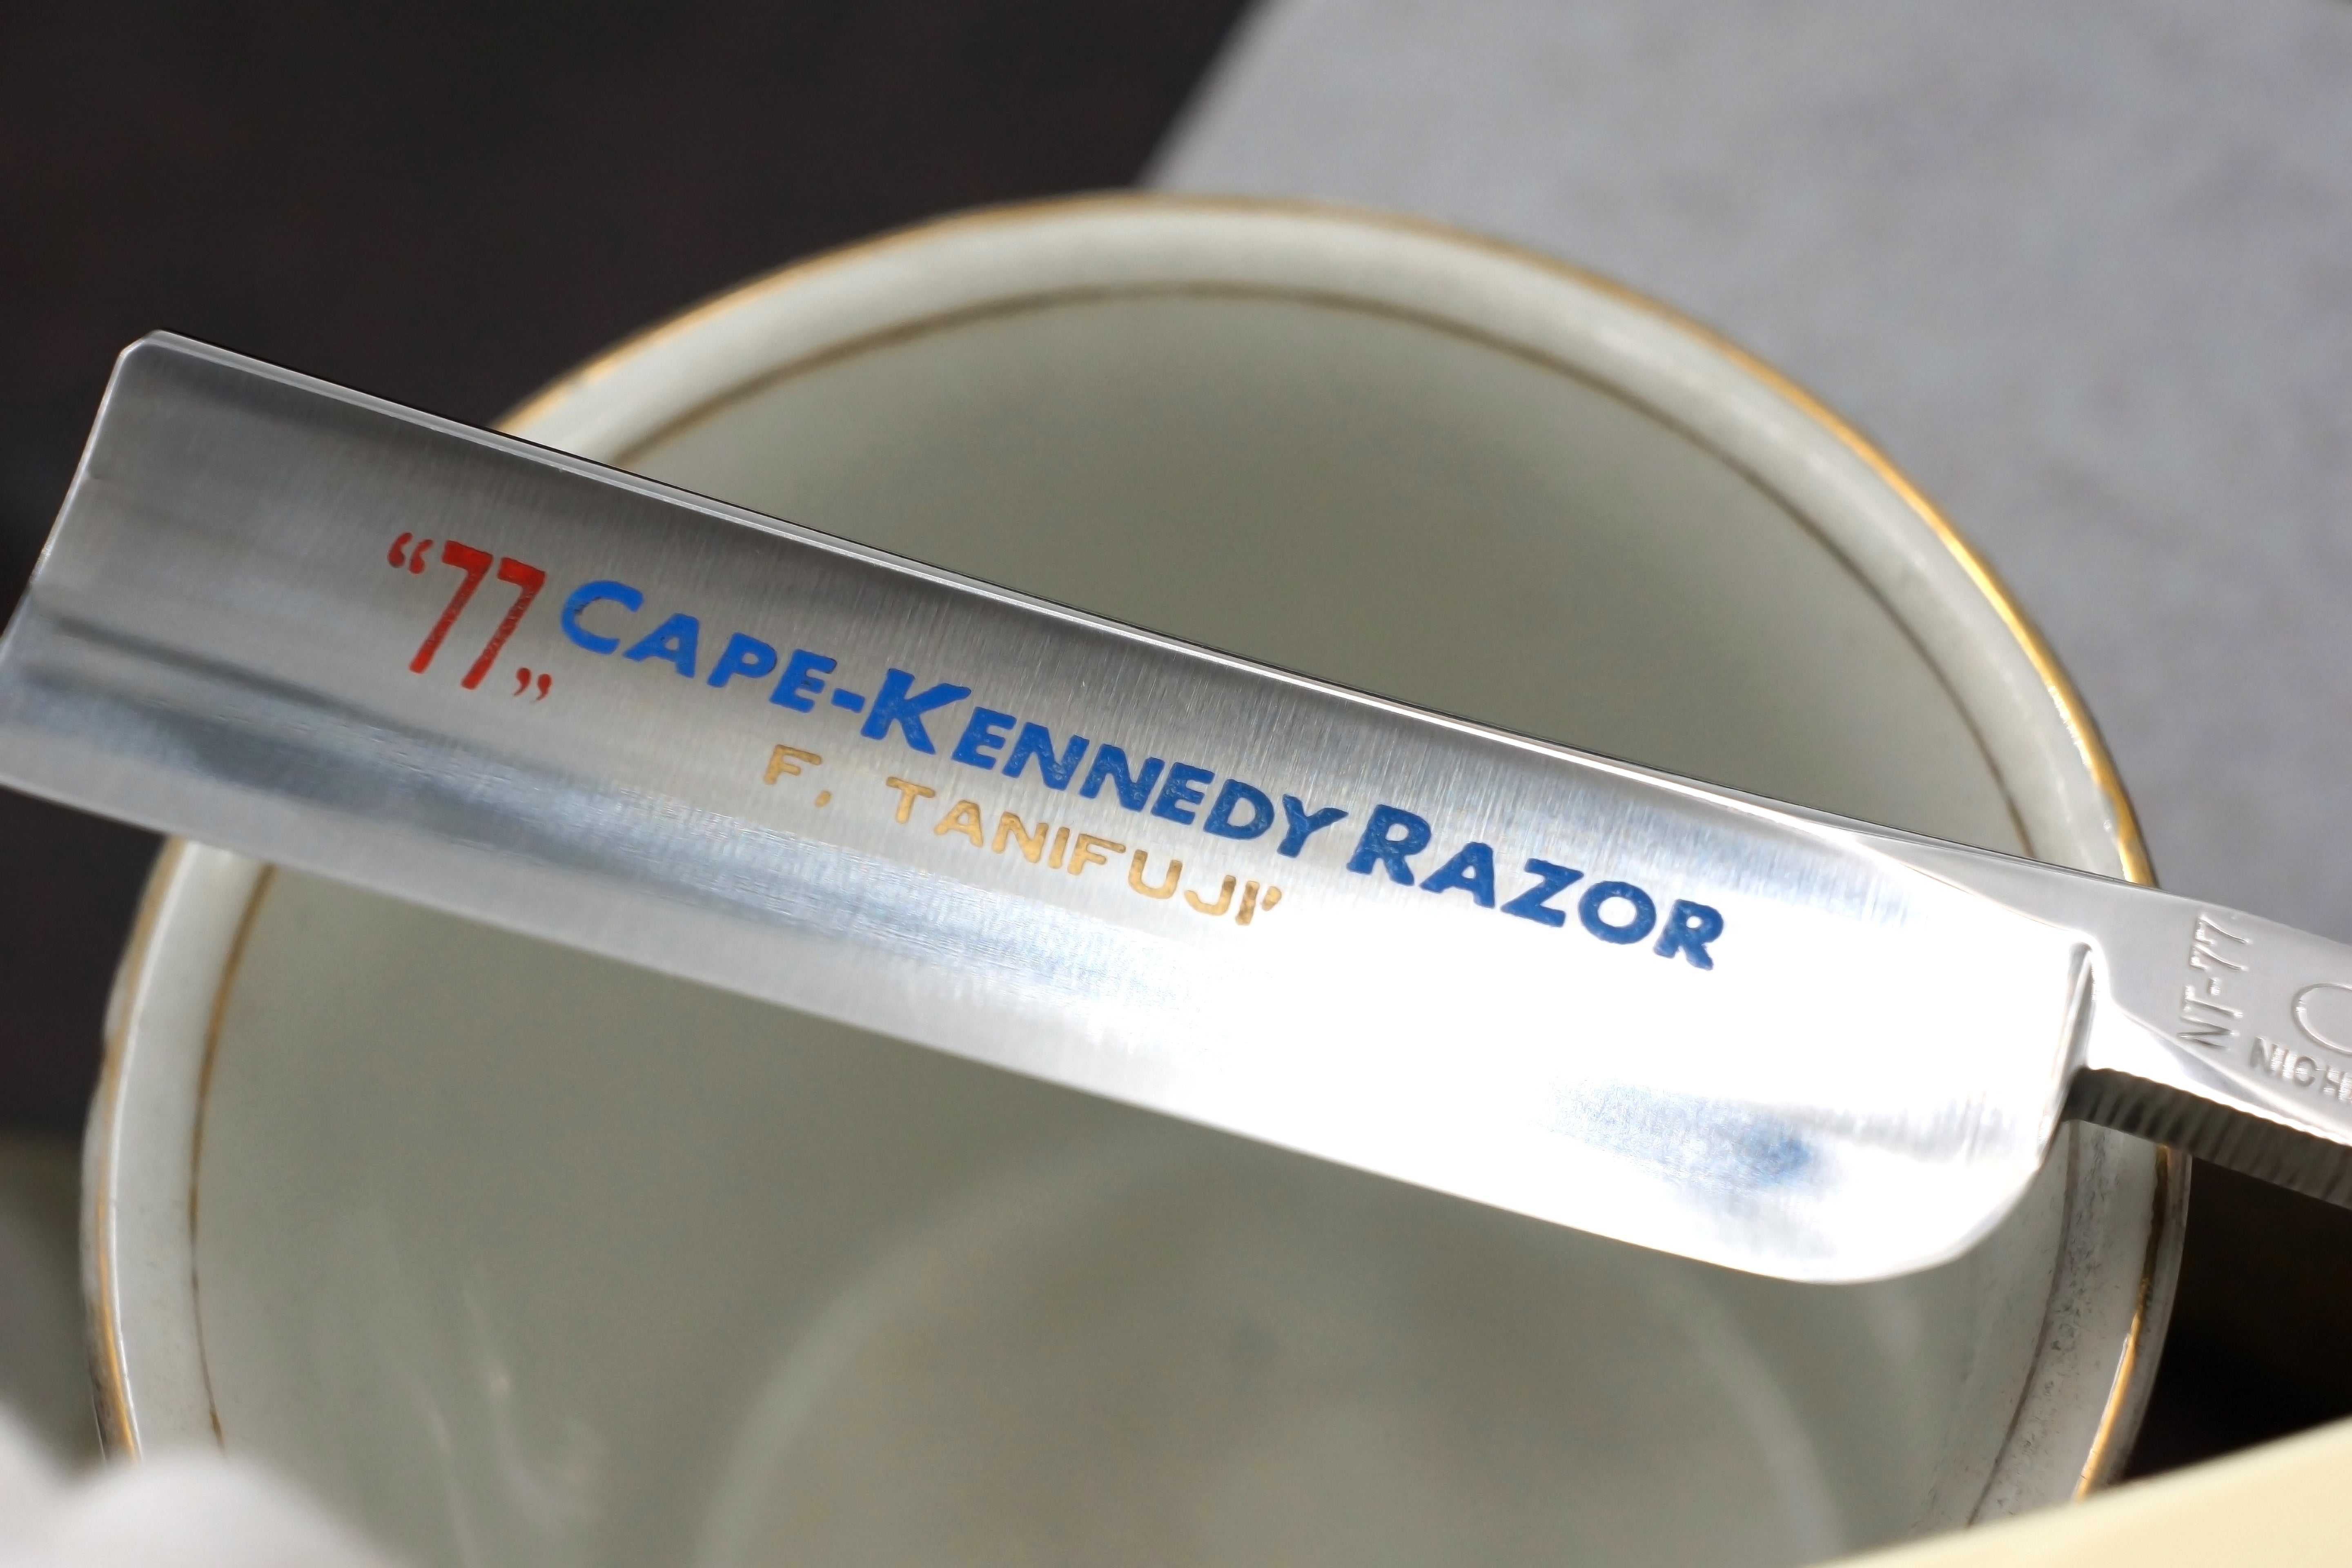 “77„ CAPE-KENNEDY RAZOR
F. TANIFUJI'
NT-77